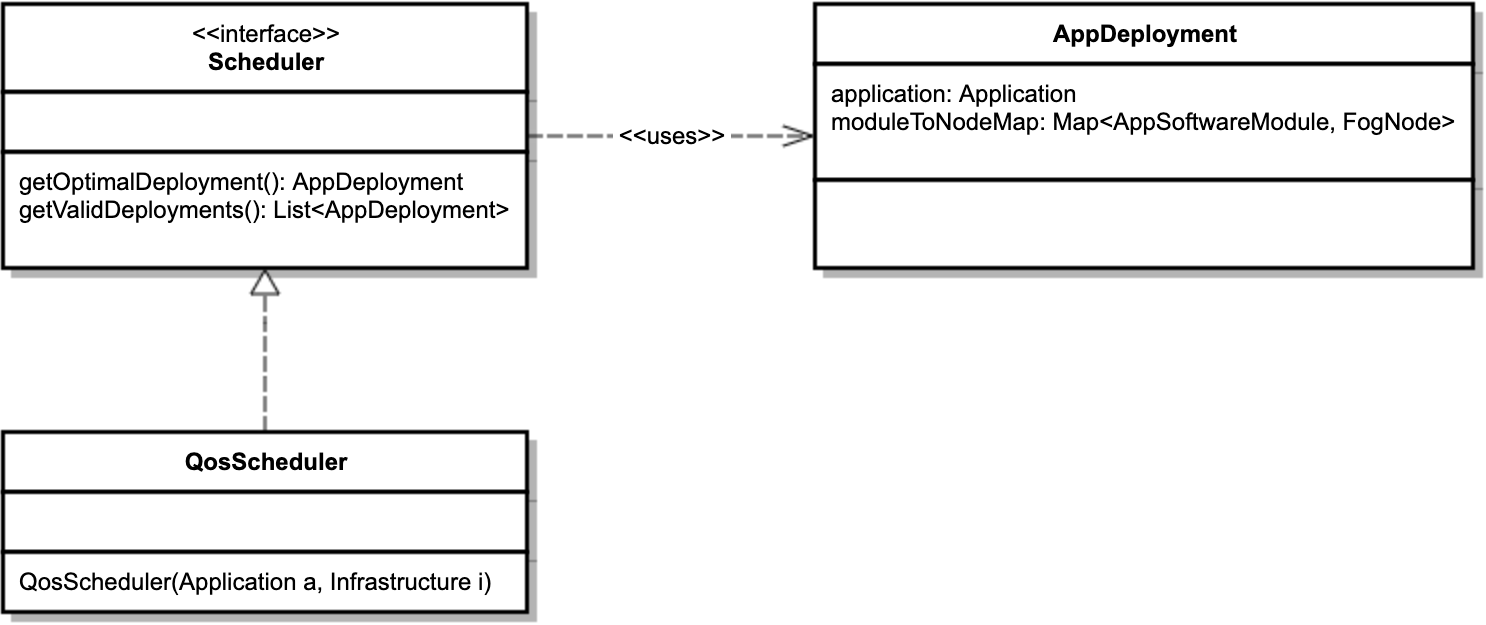 <<interface>>
Scheduler
getOptimalDeployment(): AppDeployment
getValidDeployments(): List<AppDeployment>
<<uses>>
AppDeployment
application: Application
moduleToNodeMap: Map<AppSoftwareModule, FogNode>
QosScheduler
QosScheduler(Application a, Infrastructure i)